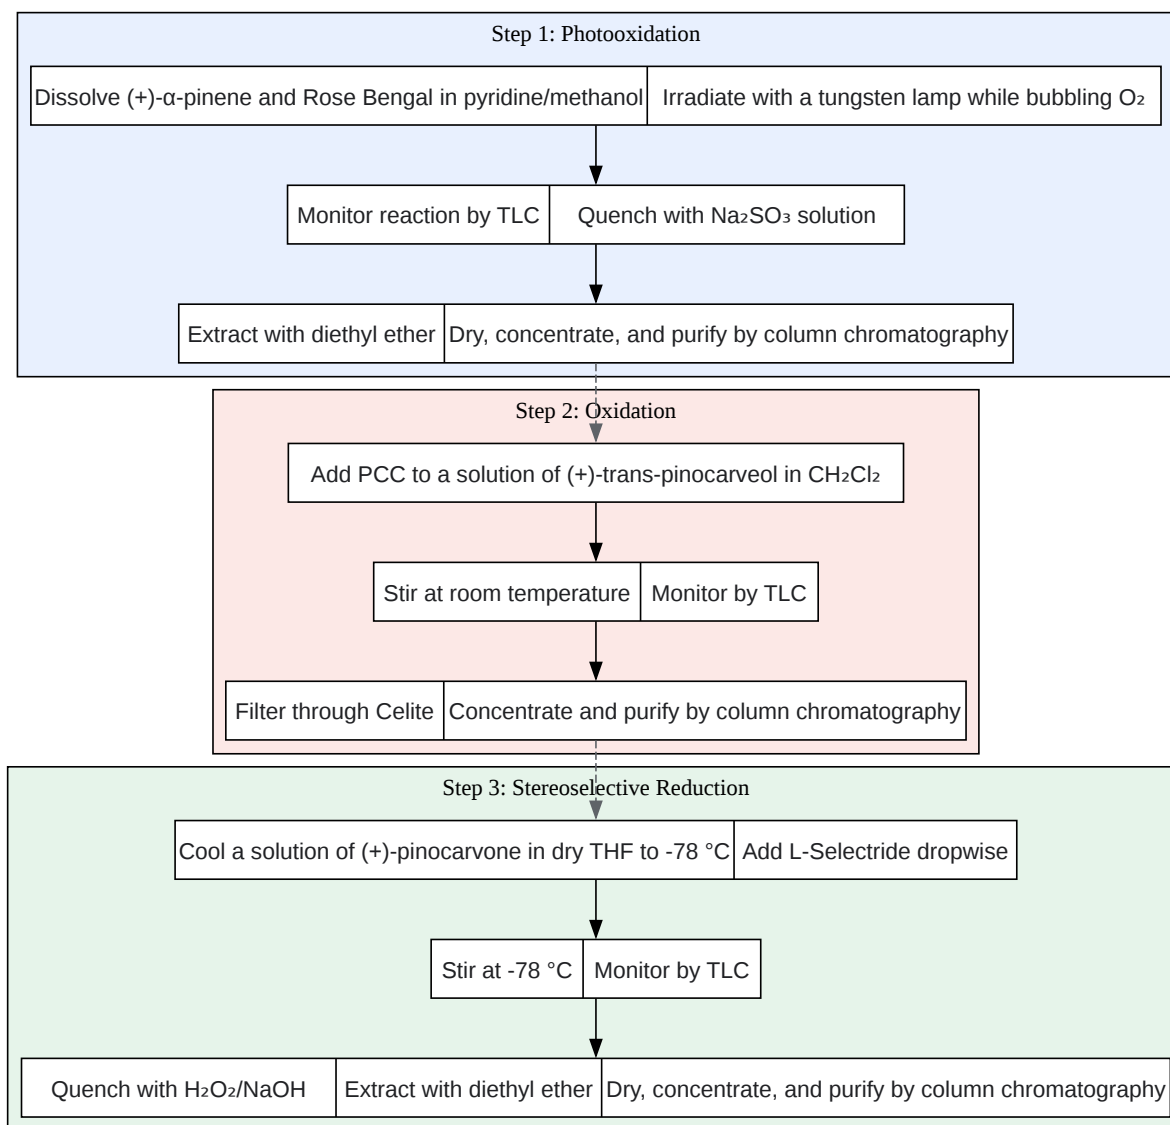 Step 1: Photooxidation
Dissolve (+)-α-pinene and Rose Bengal in pyridine/methanol
Irradiate with a tungsten lamp while bubbling O₂
Monitor reaction by TLC
Quench with Na₂SO₃ solution
Extract with diethyl ether
Dry, concentrate, and purify by column chromatography
Step 2: Oxidation
Add PCC to a solution of (+)-trans-pinocarveol in CH₂Cl₂
Stir at room temperature
Monitor by TLC
Filter through Celite
Concentrate and purify by column chromatography
Step 3: Stereoselective Reduction
Cool a solution of (+)-pinocarvone in dry THF to -78 °C
Add L-Selectride dropwise
Stir at -78 °C
Monitor by TLC
Quench with H₂O₂/NaOH
Extract with diethyl ether
Dry, concentrate, and purify by column chromatography